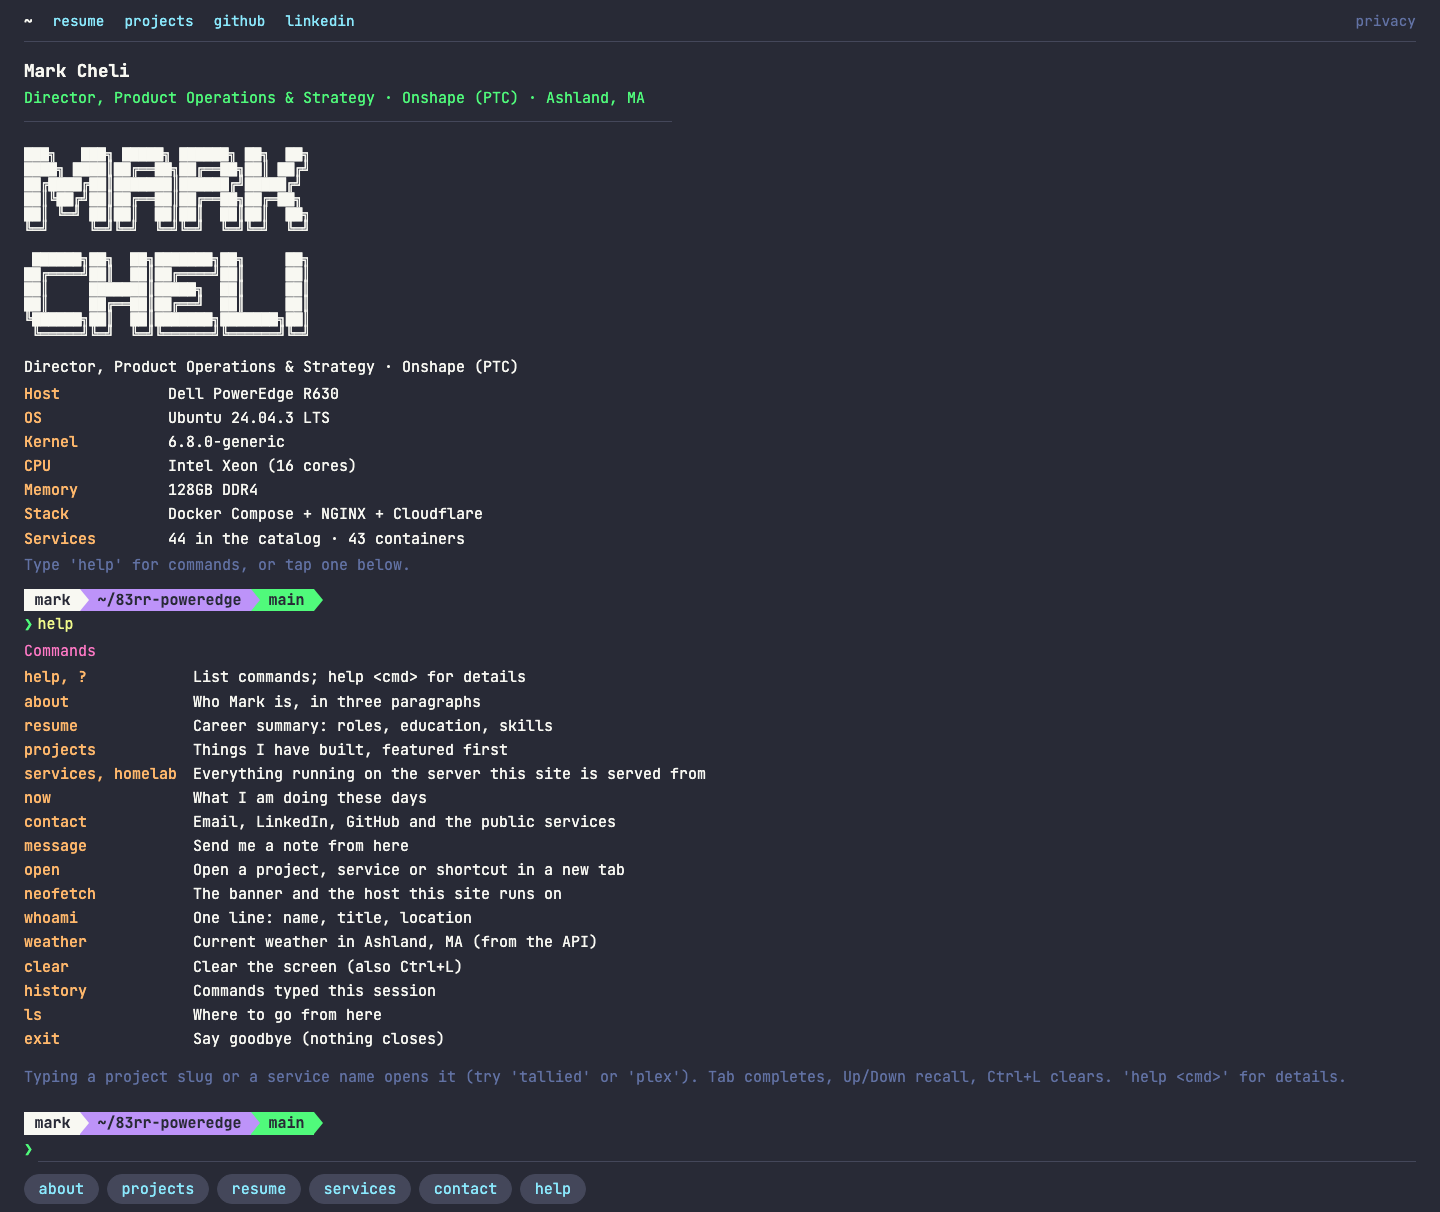 ~ resume projects github linkedin privacy
Mark Cheli
Director, Product Operations & Strategy · Onshape (PTC) · Ashland, MA
MARK
CHELI
Director, Product Operations & Strategy · Onshape (PTC)
Host Dell PowerEdge R630
OS Ubuntu 24.04.3 LTS
Kernel 6.8.0-generic
CPU Intel Xeon (16 cores)
Memory 128GB DDR4
Stack Docker Compose + NGINX + Cloudflare
Services 44 in the catalog · 43 containers
Type 'help' for commands, or tap one below.
mark ~/83rr-poweredge main
❯ help
Commands
help, ? List commands; help <cmd> for details
about Who Mark is, in three paragraphs
resume Career summary: roles, education, skills
projects Things I have built, featured first
services, homelab Everything running on the server this site is served from
now What I am doing these days
contact Email, LinkedIn, GitHub and the public services
message Send me a note from here
open Open a project, service or shortcut in a new tab
neofetch The banner and the host this site runs on
whoami One line: name, title, location
weather Current weather in Ashland, MA (from the API)
clear Clear the screen (also Ctrl+L)
history Commands typed this session
ls Where to go from here
exit Say goodbye (nothing closes)
Typing a project slug or a service name opens it (try 'tallied' or 'plex'). Tab completes, Up/Down recall, Ctrl+L clears. 'help <cmd>' for details.
mark ~/83rr-poweredge main
❯
about projects resume services contact help